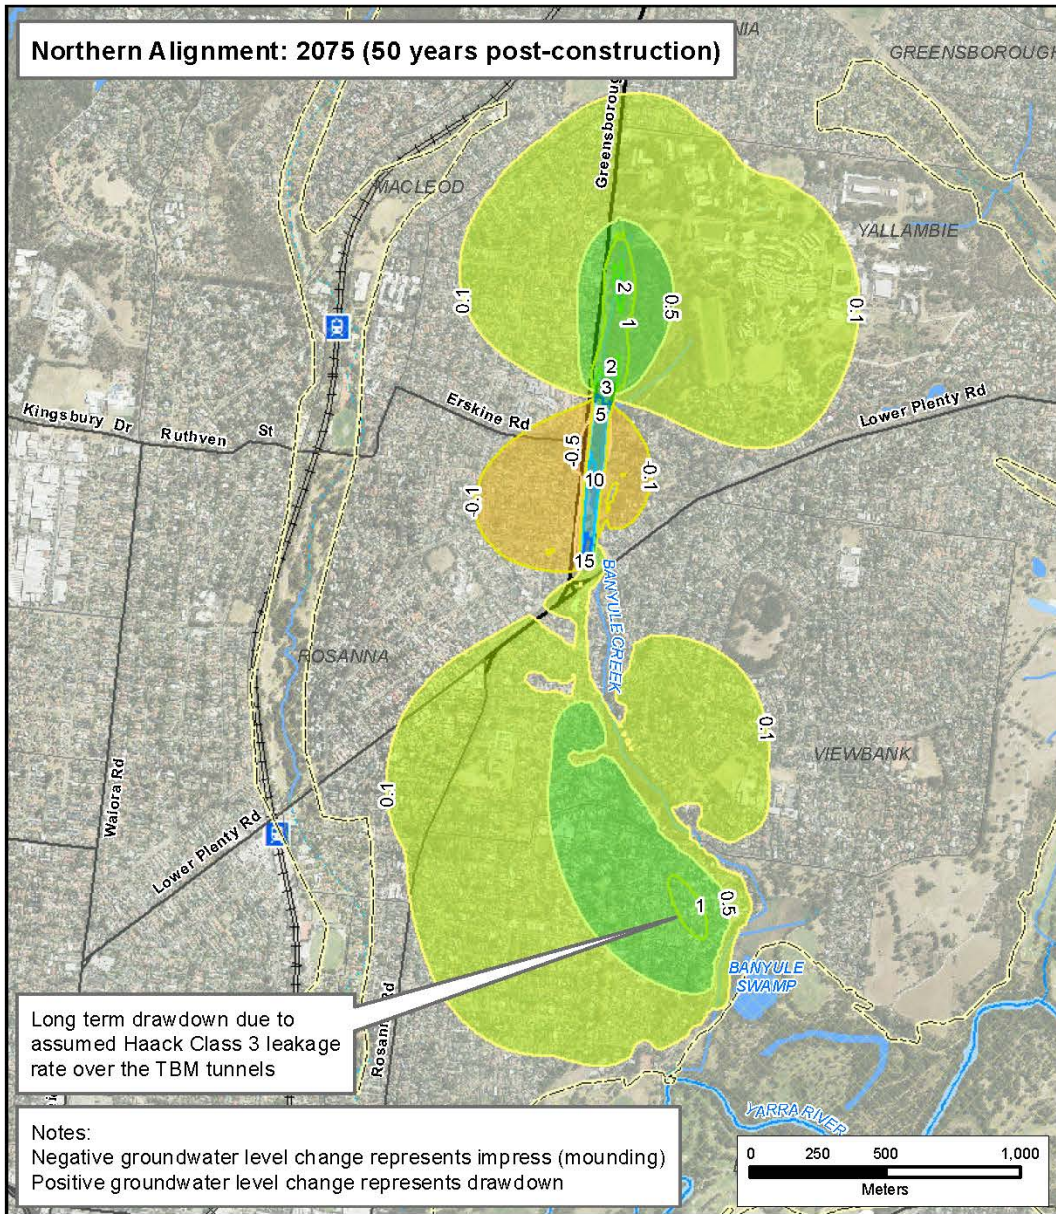 Northern Alignment: 2075 (50 years post-construction)
GREENSBOROUGH
Greensborough
MACLEOD
YALLAMBIE
0.1
2
0.5
1
0.1
2
3
5
Kingsbury Dr
Ruthven St
Erskine Rd
Lower Plenty Rd
-0.5
-0.1
10
-0.1
15
BANYULE CREEK
ROSANNA
0.1
VIEWBANK
Waiora Rd
0.1
Lower Plenty Rd
1
0.5
BANYULE
SWAMP
Rosanna Rd
Long term drawdown due to
assumed Haack Class 3 leakage
rate over the TBM tunnels
YARRA RIVER
Notes:
Negative groundwater level change represents impress (mounding)
Positive groundwater level change represents drawdown
0 250 500 1,000
Meters